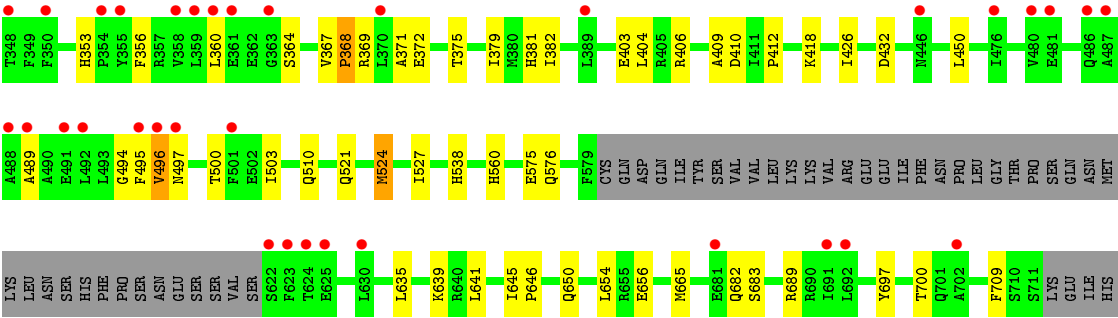 T348 F349 F350 H353 P354 Y355 F356 R357 V358 L359 L360 E361 E362 G363 S364 V367 P368 R369 L370 A371 E372 T375 I379 M380 H381 I382 L389 E403 L404 R405 R406 A409 D410 I411 P412 K418 I426 D432 N446 L450 I476 V480 E481 Q486 A487
A488 A489 A490 E491 L492 L493 G494 F495 V496 N497 T500 F501 E502 I503 Q510 Q521 M524 I527 H538 H560 E575 Q576 F579 CYS GLN ASP GLN ILE TYR SER VAL VAL LEU LYS LYS VAL ARG GLU GLU ILE PHE ASN PRO LEU GLY THR PRO SER GLN ASN MET
LYS LEU ASN SER HIS PHE PRO SER ASN GLU SER SER VAL SER S622 F623 T624 E625 L630 L635 K639 R640 L641 I645 P646 Q650 L654 R655 E656 M665 E681 Q682 S683 R689 R690 I691 L692 Y697 T700 Q701 A702 F709 S710 S711 LYS GLU ILE HIS